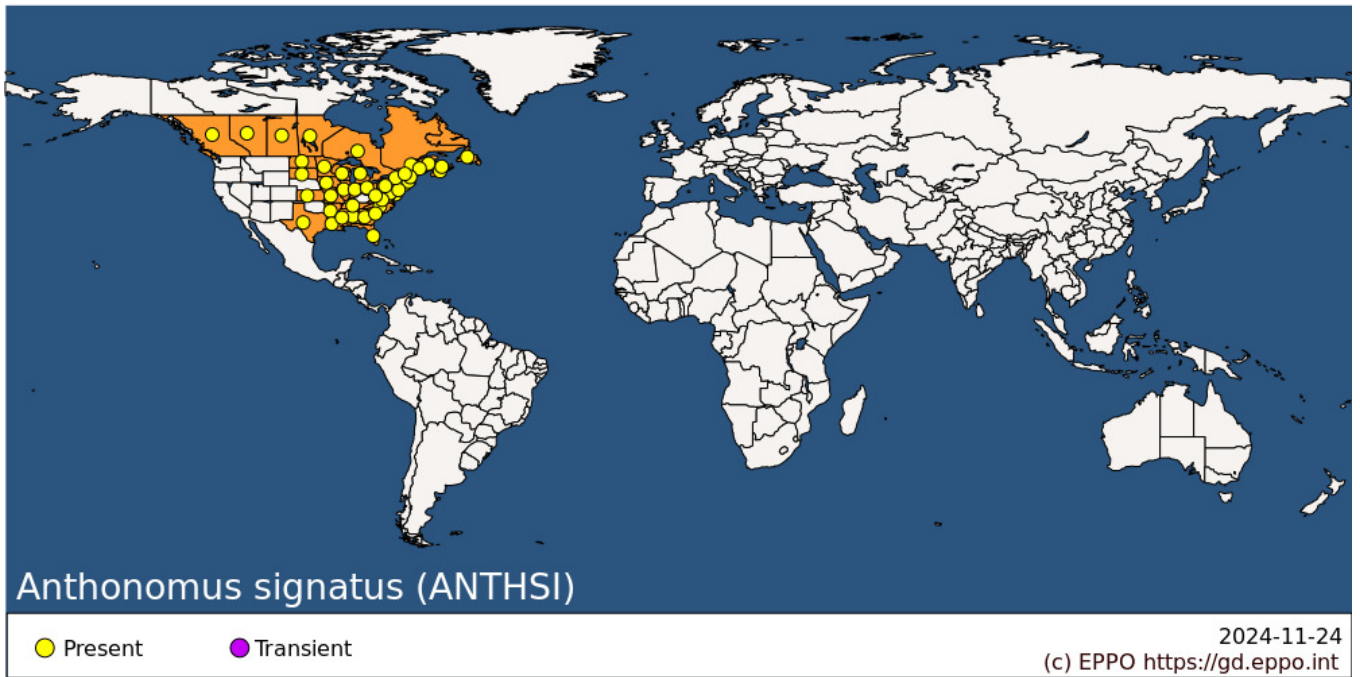 Anthonomus signatus (ANTHSI)
Present
Transient
2024-11-24
(c) EPPO https://gd.eppo.int